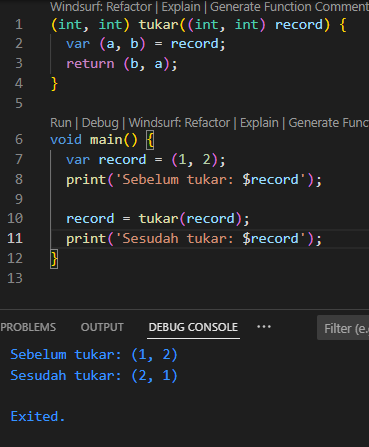 Windsurf: Refactor | Explain | Generate Function Comment
1 (int, int) tukar((int, int) record) {
2 var (a, b) = record;
3 return (b, a);
4 }
5
Run | Debug | Windsurf: Refactor | Explain | Generate Func
6 void main() {
7 var record = (1, 2);
8 print('Sebelum tukar: $record');
9
10 record = tukar(record);
11 print('Sesudah tukar: $record');
12 }
13
PROBLEMS OUTPUT DEBUG CONSOLE ··· Filter (e.
Sebelum tukar: (1, 2)
Sesudah tukar: (2, 1)
Exited.